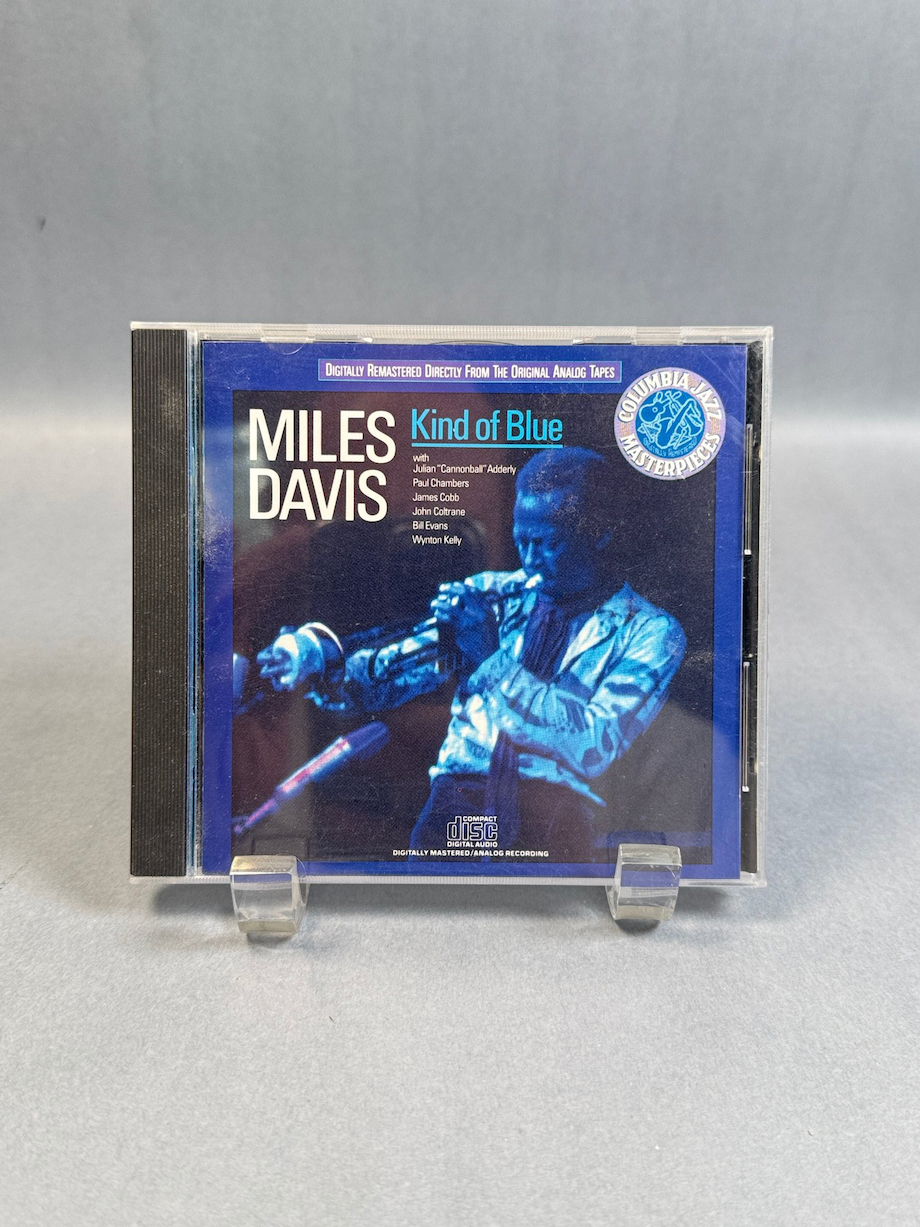 DIGITALLY REMASTERED DIRECTLY FROM THE ORIGINAL ANALOG TAPES
COLUMBIA JAZZ
MASTERPIECES
DIGITALLY REMASTERED
MILES
DAVIS
Kind of Blue
with
Julian "Cannonball" Adderly
Paul Chambers
James Cobb
John Coltrane
Bill Evans
Wynton Kelly
COMPACT
disc
DIGITAL AUDIO
DIGITALLY MASTERED/ANALOG RECORDING